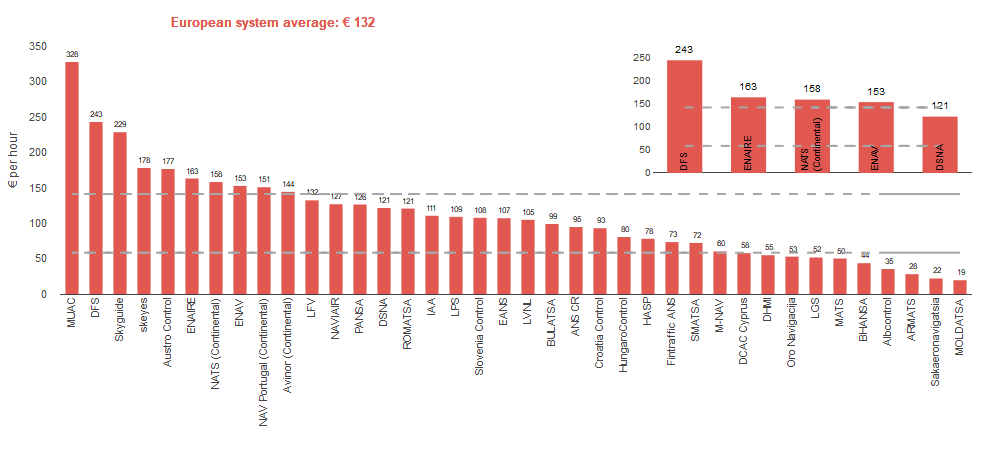 European system average: € 132
€ per hour
350
300
250
200
150
100
50
0
328
243
229
178
177
163
158
153
151
144
132
127
126
121
121
111
109
108
107
105
99
95
93
80
78
73
72
60
58
55
53
52
50
44
35
28
22
19
MUAC
DFS
Skyguide
skeyes
Austro Control
ENAIRE
NATS (Continental)
ENAV
NAV Portugal (Continental)
Avinor (Continental)
LFV
NAVIAIR
PANSA
DSNA
ROMATSA
IAA
LPS
Slovenia Control
EANS
LVNL
BULATSA
ANS CR
Croatia Control
HungaroControl
HASP
Fintraffic ANS
SMATSA
M-NAV
DCAC Cyprus
DHMI
Oro Navigacija
LGS
MATS
BHANSA
Albcontrol
ARMATS
Sakaeronavigatsia
MOLDATSA
250
200
150
100
50
0
243
163
158
153
121
DFS
ENAIRE
NATS
(Continental)
ENAV
DSNA